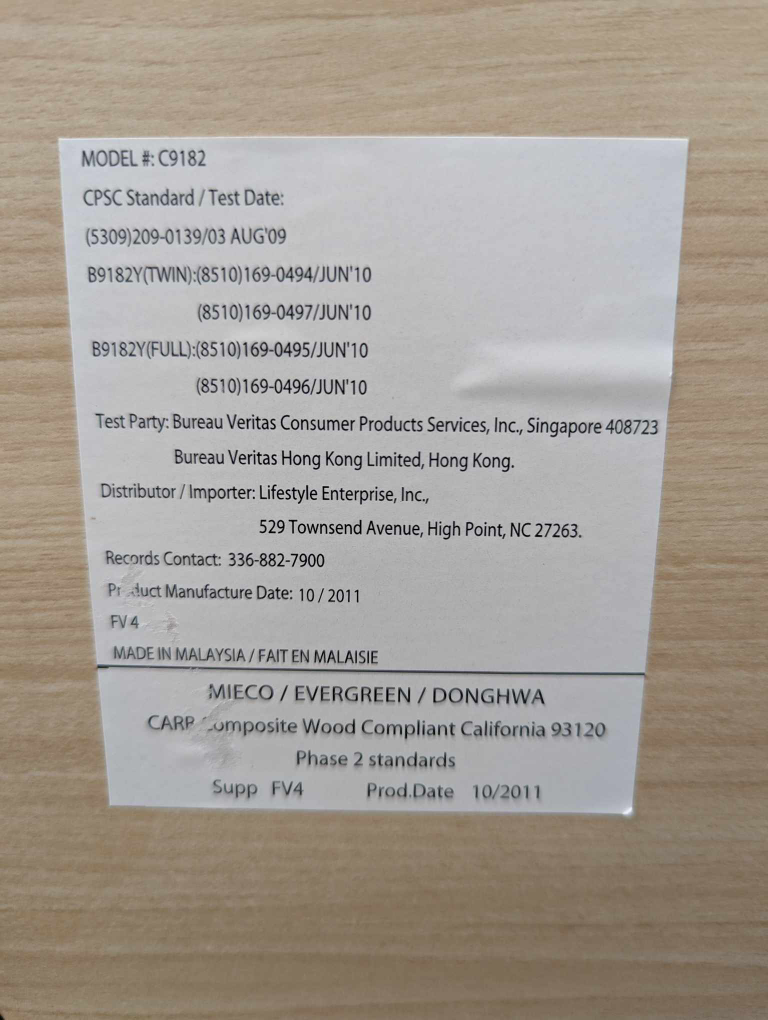 MODEL #: C9182
CPSC Standard / Test Date:
(5309)209-0139/03 AUG'09
B9182Y(TWIN):(8510)169-0494/JUN'10
(8510)169-0497/JUN'10
B9182Y(FULL):(8510)169-0495/JUN'10
(8510)169-0496/JUN'10
Test Party: Bureau Veritas Consumer Products Services, Inc., Singapore 408723
Bureau Veritas Hong Kong Limited, Hong Kong.
Distributor / Importer: Lifestyle Enterprise, Inc.,
529 Townsend Avenue, High Point, NC 27263.
Records Contact: 336-882-7900
Product Manufacture Date: 10 / 2011
FV 4
MADE IN MALAYSIA / FAIT EN MALAISIE
MIECO / EVERGREEN / DONGHWA
CARP Composite Wood Compliant California 93120
Phase 2 standards
Supp FV4 Prod.Date 10/2011